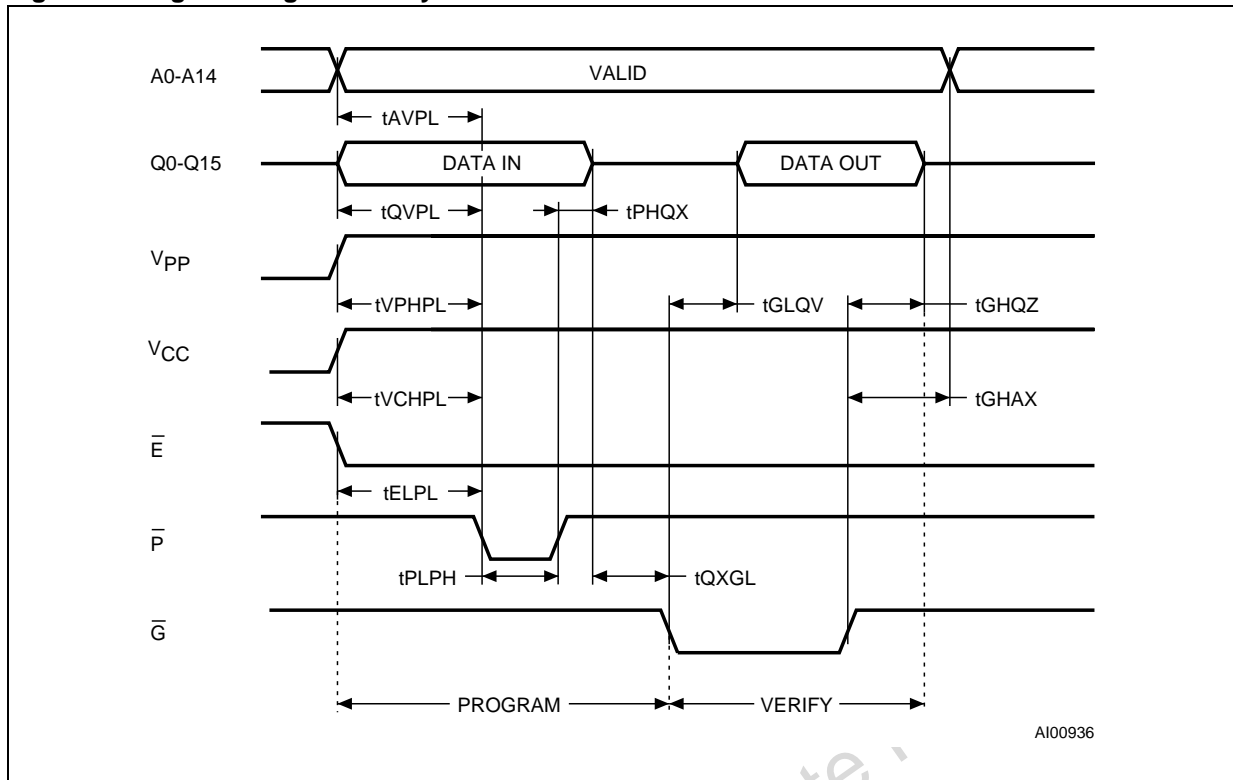 A0-A14
VALID
tAVPL
Q0-Q15
DATA IN
DATA OUT
tQVPL
tPHQX
VPP
tVPHPL
tGLQV
tGHQZ
VCC
tVCHPL
tGHAX
E̅
tELPL
P̅
tPLPH
tQXGL
G̅
PROGRAM
VERIFY
AI00936